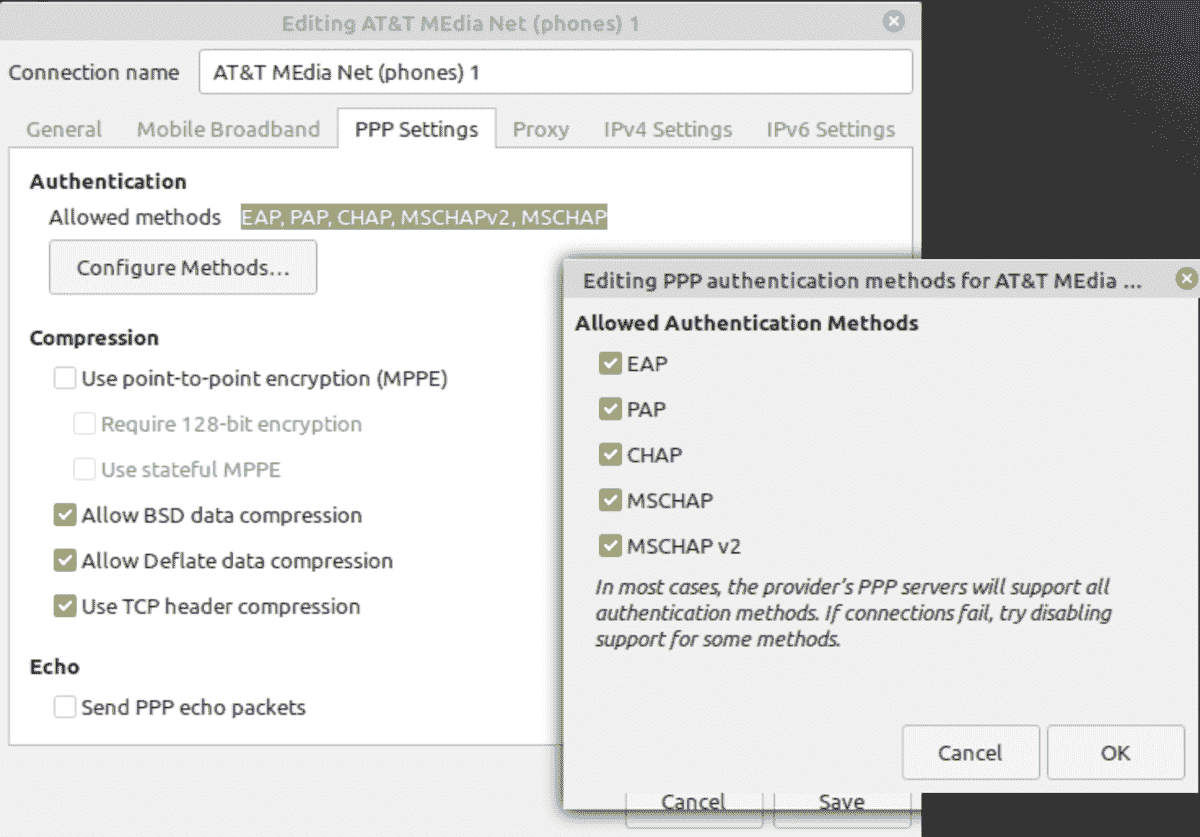 Editing AT&T MEdia Net (phones) 1
Connection name AT&T MEdia Net (phones) 1
General Mobile Broadband PPP Settings Proxy IPv4 Settings IPv6 Settings
Authentication
Allowed methods EAP, PAP, CHAP, MSCHAPv2, MSCHAP
Configure Methods...
Compression
Use point-to-point encryption (MPPE)
Require 128-bit encryption
Use stateful MPPE
Allow BSD data compression
Allow Deflate data compression
Use TCP header compression
Echo
Send PPP echo packets
Cancel Save
Editing PPP authentication methods for AT&T MEdia ...
Allowed Authentication Methods
EAP
PAP
CHAP
MSCHAP
MSCHAP v2
In most cases, the provider's PPP servers will support all
authentication methods. If connections fail, try disabling
support for some methods.
Cancel OK